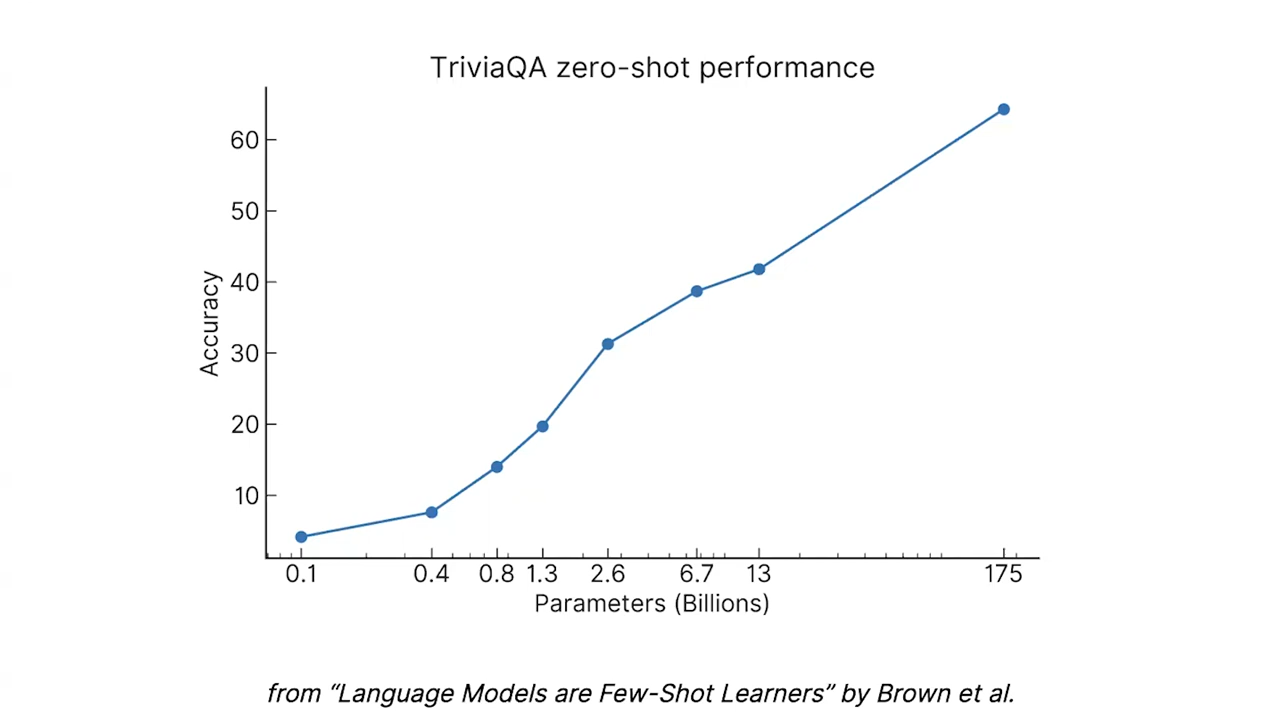 TriviaQA zero-shot performance
60
50
40
30
20
10
Accuracy
0.1 0.4 0.8 1.3 2.6 6.7 13 175
Parameters (Billions)
from “Language Models are Few-Shot Learners” by Brown et al.